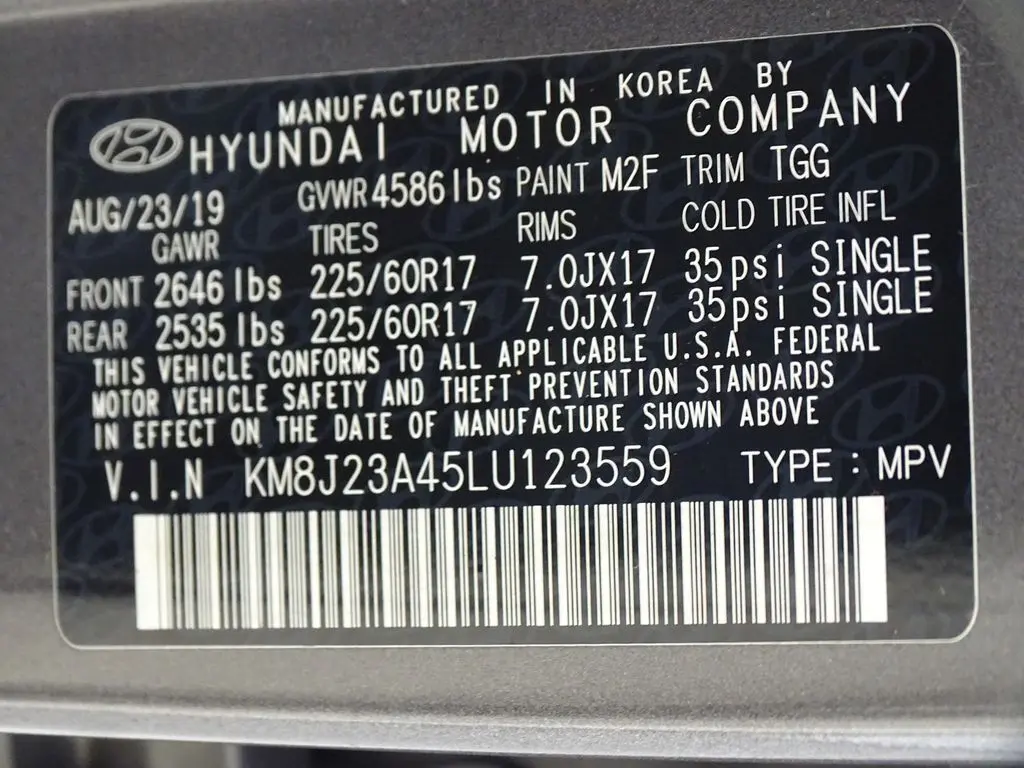 MANUFACTURED IN KOREA BY
HYUNDAI MOTOR COMPANY
AUG/23/19 GVWR 4586 lbs PAINT M2F TRIM TGG
GAWR TIRES RIMS COLD TIRE INFL
FRONT 2646 lbs 225/60R17 7.0JX17 35psi SINGLE
REAR 2535 lbs 225/60R17 7.0JX17 35psi SINGLE
THIS VEHICLE CONFORMS TO ALL APPLICABLE U.S.A. FEDERAL
MOTOR VEHICLE SAFETY AND THEFT PREVENTION STANDARDS
IN EFFECT ON THE DATE OF MANUFACTURE SHOWN ABOVE
V.I.N KM8J23A45LU123559 TYPE : MPV